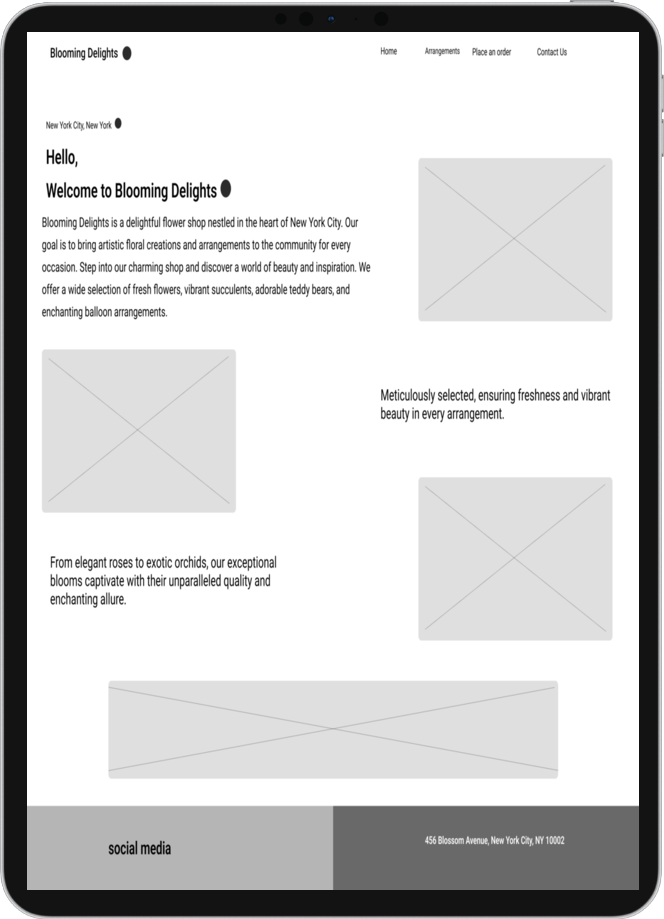 Blooming Delights
Home Arrangements Place an order Contact Us
New York City, New York
Hello,
Welcome to Blooming Delights
Blooming Delights is a delightful flower shop nestled in the heart of New York City. Our
goal is to bring artistic floral creations and arrangements to the community for every
occasion. Step into our charming shop and discover a world of beauty and inspiration. We
offer a wide selection of fresh flowers, vibrant succulents, adorable teddy bears, and
enchanting balloon arrangements.
Meticulously selected, ensuring freshness and vibrant
beauty in every arrangement.
From elegant roses to exotic orchids, our exceptional
blooms captivate with their unparalleled quality and
enchanting allure.
social media
456 Blossom Avenue, New York City, NY 10002